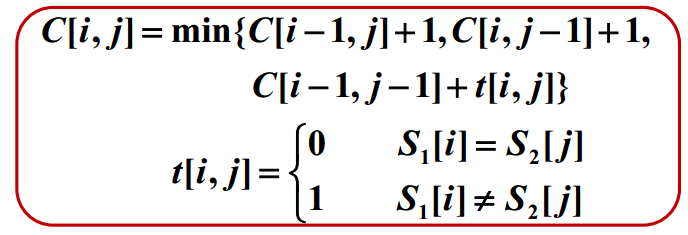 C[i, j] = min{C[i − 1, j] + 1, C[i, j − 1] + 1,
C[i − 1, j − 1] + t[i, j]}
t[i, j] = { 0 S₁[i] = S₂[j]
1 S₁[i] ≠ S₂[j]